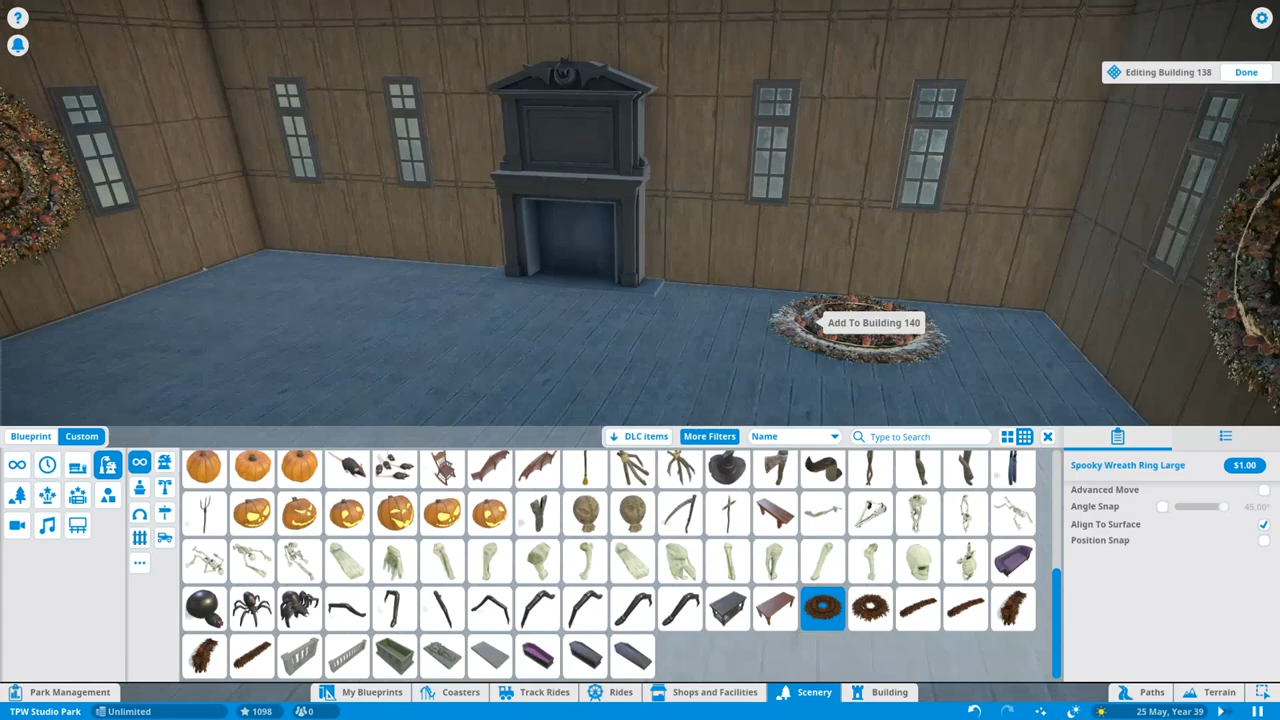 ?
Editing Building 138
Done
Add To Building 140
Blueprint
Custom
DLC items
More Filters
Name
Type to Search
Spooky Wreath Ring Large
$1.00
Advanced Move
Angle Snap
45.00°
Align To Surface
Position Snap
Park Management
My Blueprints
Coasters
Track Rides
Rides
Shops and Facilities
Scenery
Building
Paths
Terrain
TPW Studio Park
Unlimited
1098
0
25 May, Year 39